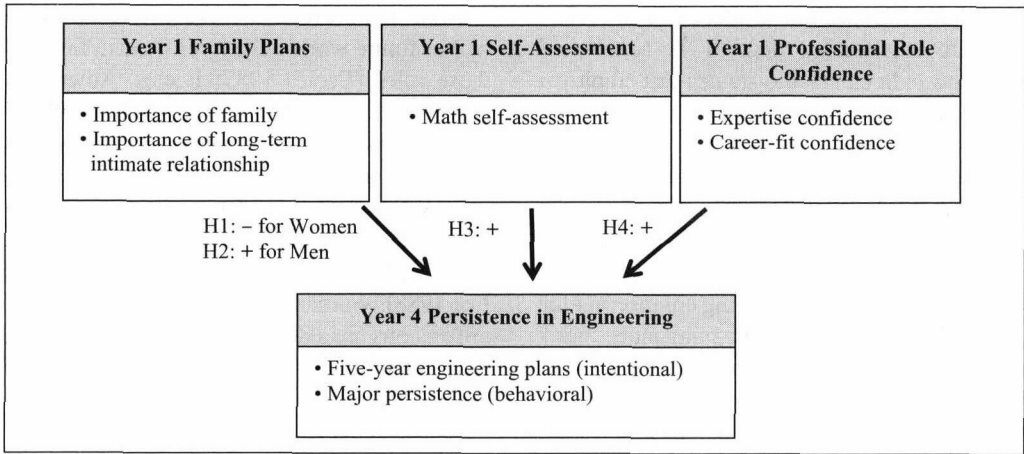 Year 1 Family Plans
• Importance of family
• Importance of long-term
intimate relationship
Year 1 Self-Assessment
• Math self-assessment
Year 1 Professional Role
Confidence
• Expertise confidence
• Career-fit confidence
H1: – for Women
H2: + for Men
H3: +
H4: +
Year 4 Persistence in Engineering
• Five-year engineering plans (intentional)
• Major persistence (behavioral)